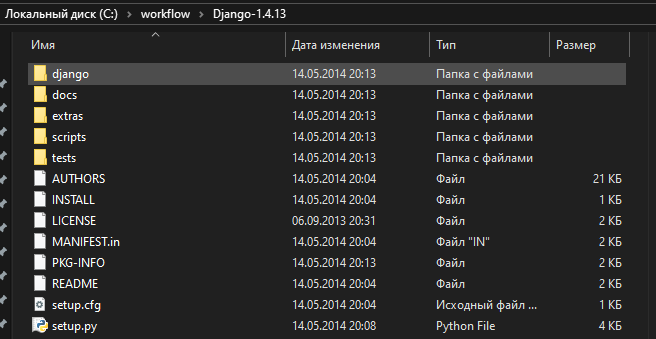 Локальный диск (C:) › workflow › Django-1.4.13
Имя Дата изменения Тип Размер
django 14.05.2014 20:13 Папка с файлами
docs 14.05.2014 20:13 Папка с файлами
extras 14.05.2014 20:13 Папка с файлами
scripts 14.05.2014 20:13 Папка с файлами
tests 14.05.2014 20:13 Папка с файлами
AUTHORS 14.05.2014 20:04 Файл 21 КБ
INSTALL 14.05.2014 20:04 Файл 1 КБ
LICENSE 06.09.2013 20:31 Файл 2 КБ
MANIFEST.in 14.05.2014 20:04 Файл "IN" 2 КБ
PKG-INFO 14.05.2014 20:13 Файл 2 КБ
README 14.05.2014 20:04 Файл 2 КБ
setup.cfg 14.05.2014 20:04 Исходный файл ... 1 КБ
setup.py 14.05.2014 20:08 Python File 4 КБ